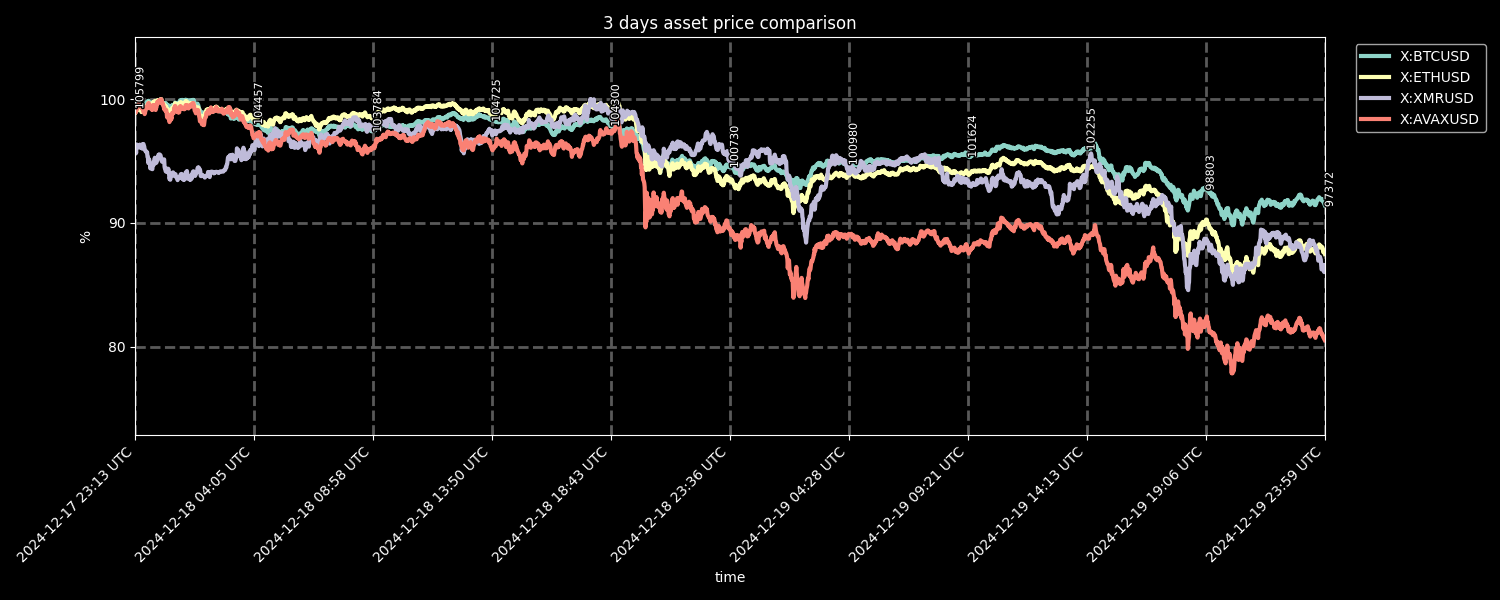 3 days asset price comparison
X:BTCUSD
X:ETHUSD
X:XMRUSD
X:AVAXUSD
%
100
90
80
105799
104457
103784
104725
104300
100730
100980
101624
102255
98803
97372
2024-12-17 23:13 UTC
2024-12-18 04:05 UTC
2024-12-18 08:58 UTC
2024-12-18 13:50 UTC
2024-12-18 18:43 UTC
2024-12-18 23:36 UTC
2024-12-19 04:28 UTC
2024-12-19 09:21 UTC
2024-12-19 14:13 UTC
2024-12-19 19:06 UTC
2024-12-19 23:59 UTC
time